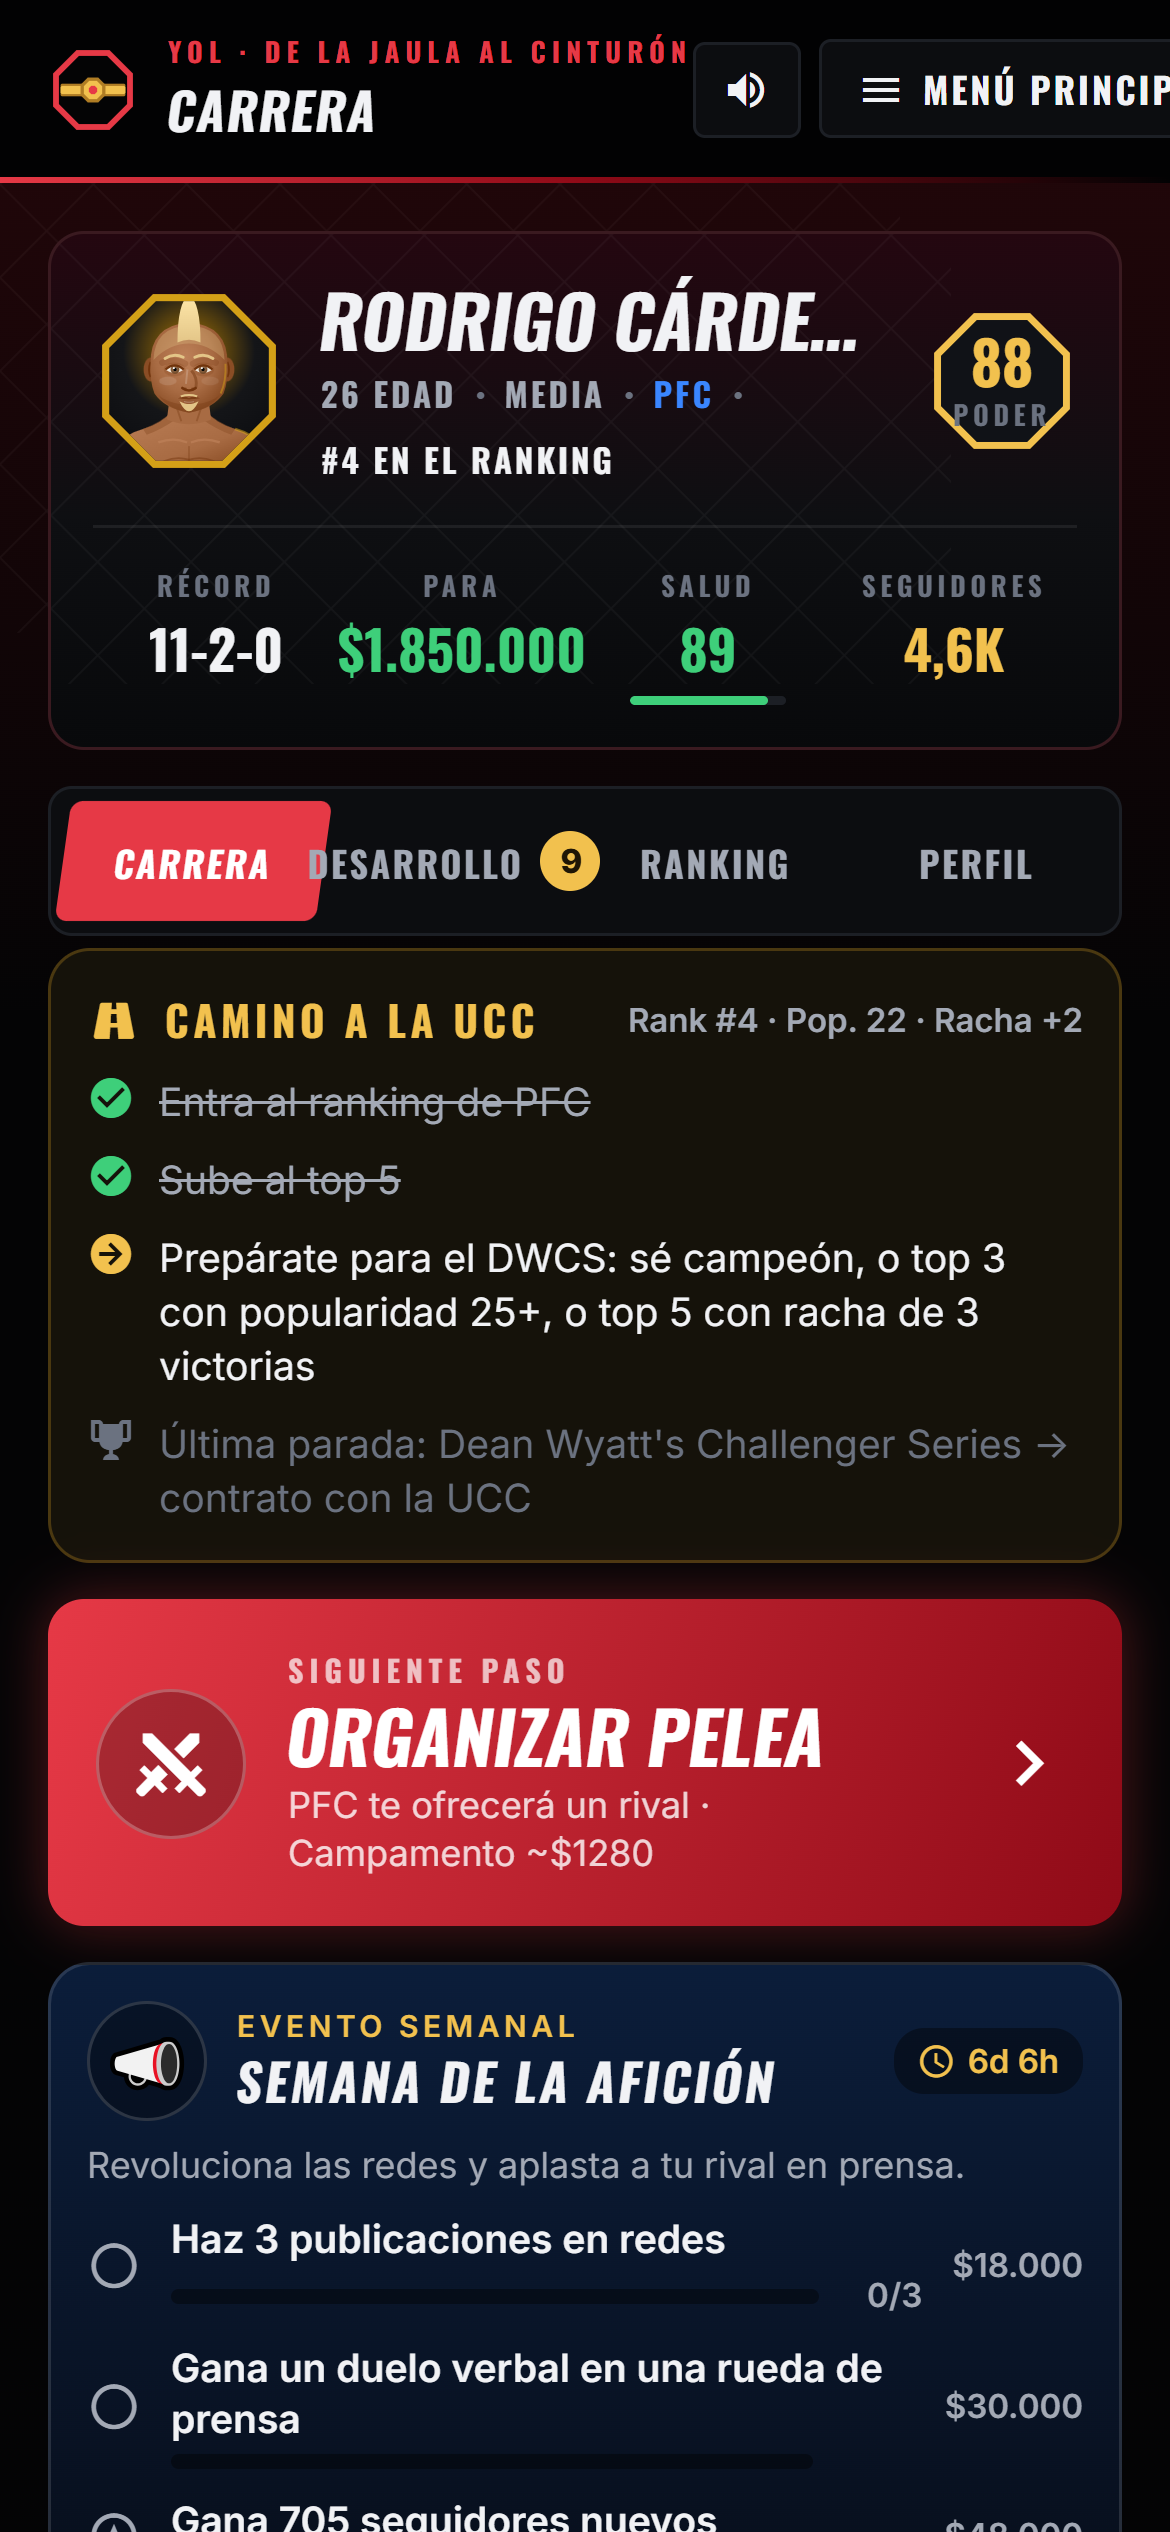 YOL · DE LA JAULA AL CINTURÓN
CARRERA
MENÚ PRINCIP
RODRIGO CÁRDE...
26 EDAD · MEDIA · PFC ·
#4 EN EL RANKING
88
PODER
RÉCORD PARA SALUD SEGUIDORES
11-2-0 $1.850.000 89 4,6K
CARRERA DESARROLLO 9 RANKING PERFIL
CAMINO A LA UCC Rank #4 · Pop. 22 · Racha +2
Entra al ranking de PFC
Sube al top 5
Prepárate para el DWCS: sé campeón, o top 3
con popularidad 25+, o top 5 con racha de 3
victorias
Última parada: Dean Wyatt's Challenger Series →
contrato con la UCC
SIGUIENTE PASO
ORGANIZAR PELEA
PFC te ofrecerá un rival ·
Campamento ~$1280
EVENTO SEMANAL
SEMANA DE LA AFICIÓN
6d 6h
Revoluciona las redes y aplasta a tu rival en prensa.
Haz 3 publicaciones en redes
0/3 $18.000
Gana un duelo verbal en una rueda de
prensa
$30.000
Gana 705 seguidores nuevos
$48.000